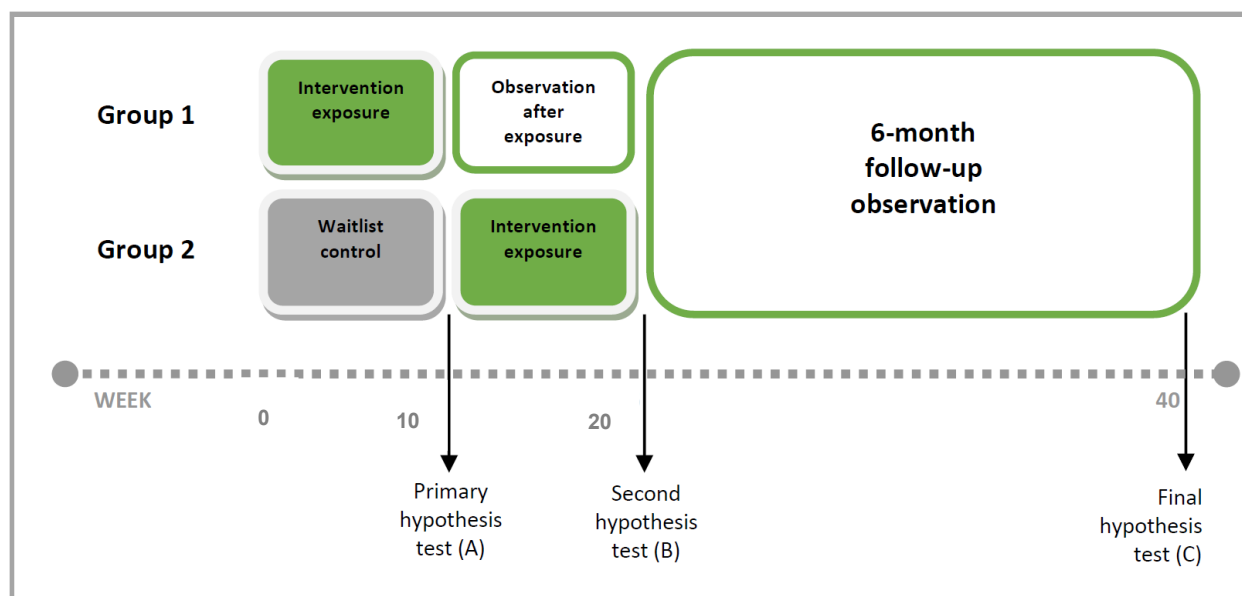 Group 1
Intervention
exposure
Observation
after
exposure
6-month
follow-up
observation
Group 2
Waitlist
control
Intervention
exposure
WEEK
0
10
20
40
Primary
hypothesis
test (A)
Second
hypothesis
test (B)
Final
hypothesis
test (C)